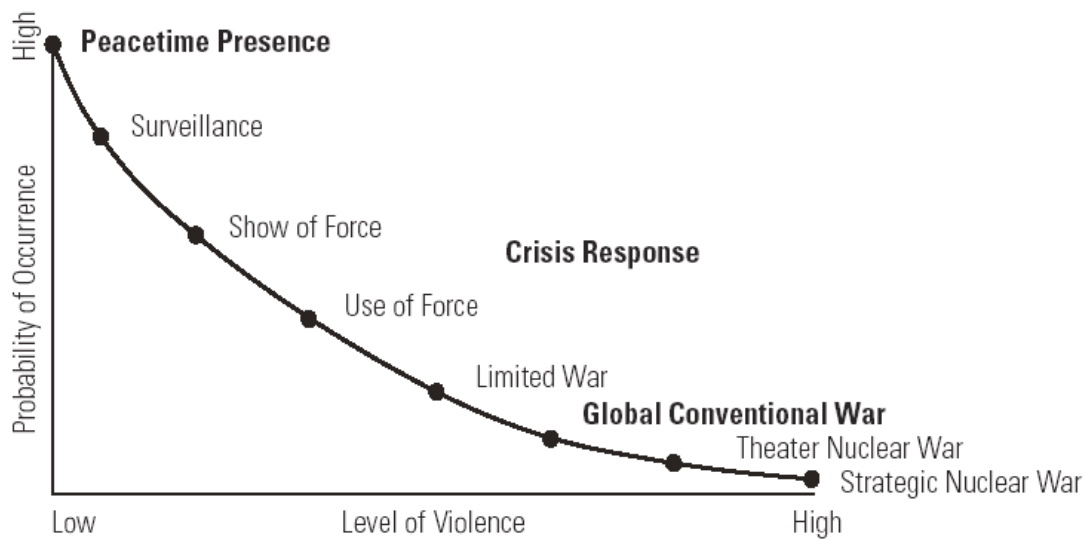 High
Peacetime Presence
Surveillance
Probability of Occurrence
Show of Force
Crisis Response
Use of Force
Limited War
Global Conventional War
Theater Nuclear War
Strategic Nuclear War
Low
Level of Violence
High